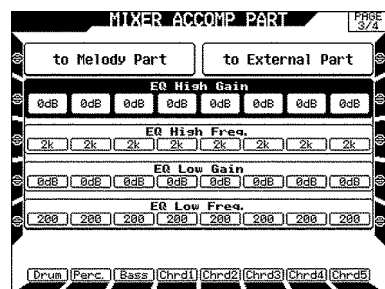 MIXER ACCOMP PART
PAGE
3/4
to Melody Part to External Part
EQ High Gain
0dB 0dB 0dB 0dB 0dB 0dB 0dB 0dB
EQ High Freq.
2k 2k 2k 2k 2k 2k 2k 2k
EQ Low Gain
0dB 0dB 0dB 0dB 0dB 0dB 0dB 0dB
EQ Low Freq.
200 200 200 200 200 200 200 200
Drum Perc. Bass Chrd1 Chrd2 Chrd3 Chrd4 Chrd5